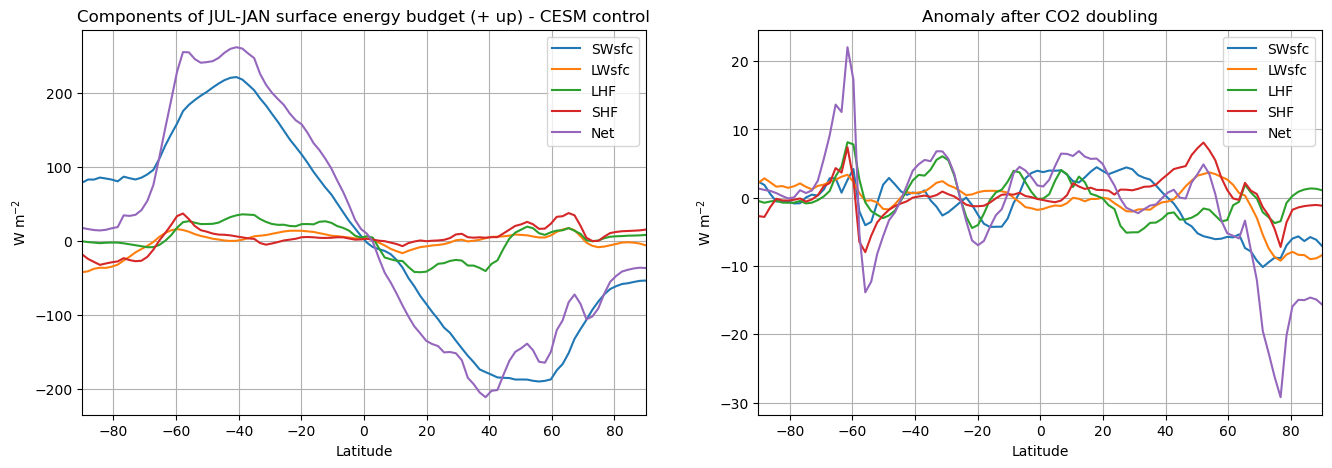 Components of JUL-JAN surface energy budget (+ up) - CESM control
W m⁻²
200
100
0
−100
−200
−80 −60 −40 −20 0 20 40 60 80
Latitude
SWsfc
LWsfc
LHF
SHF
Net
Anomaly after CO2 doubling
W m⁻²
20
10
0
−10
−20
−30
−80 −60 −40 −20 0 20 40 60 80
Latitude
SWsfc
LWsfc
LHF
SHF
Net